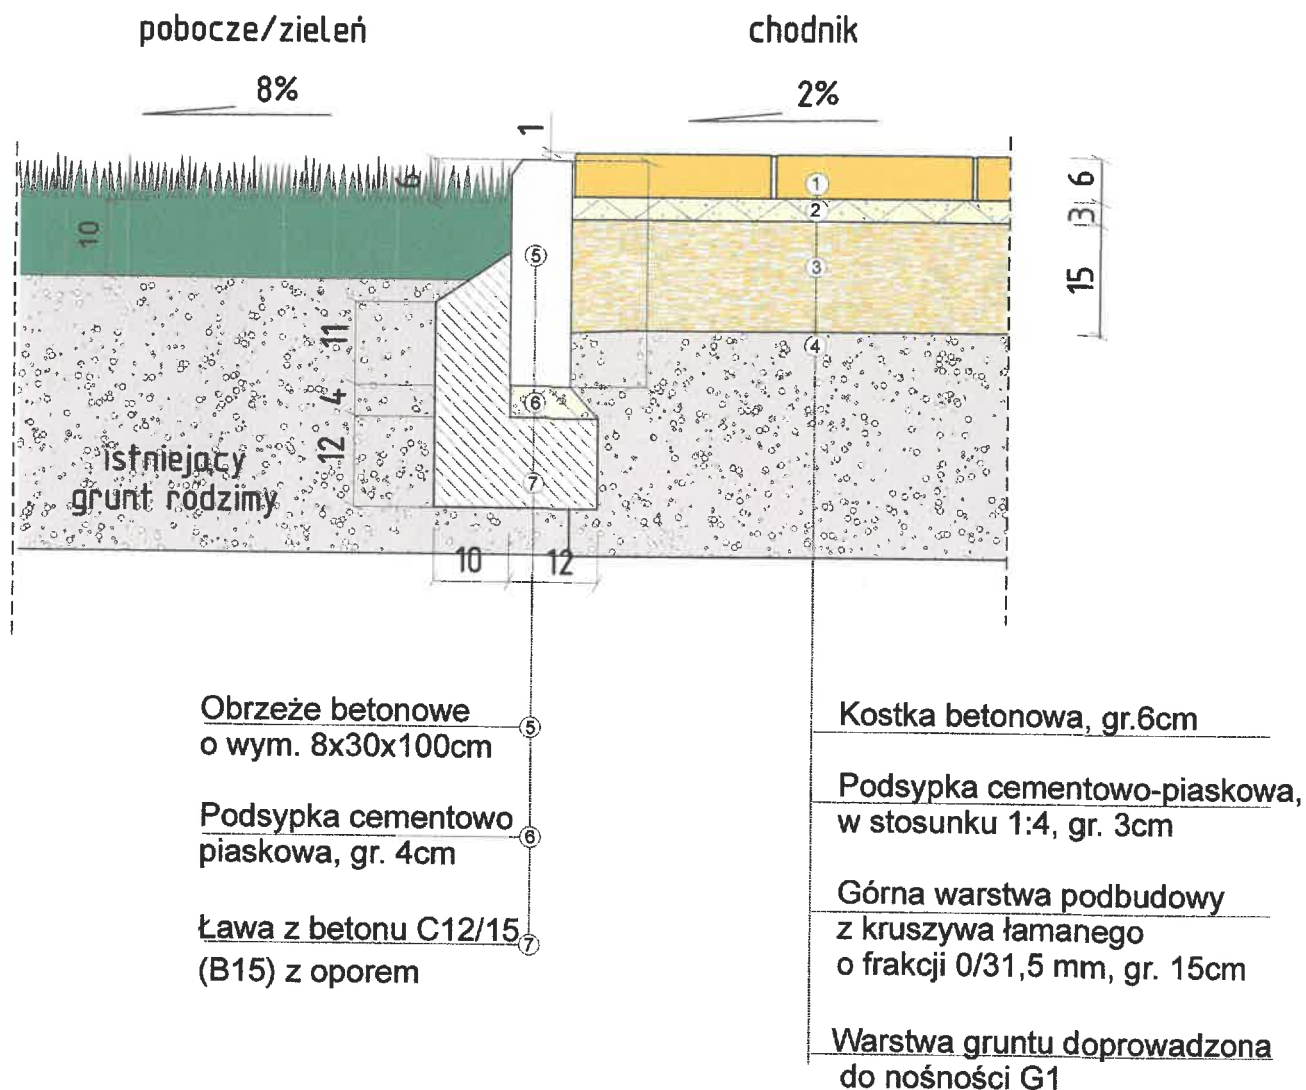 pobocze/zieleń
chodnik
8%
2%
1
6
6
1
2
3
10
5
3
15
11
4
4
6
12
istniejący
grunt rodzimy
7
10
12
Obrzeże betonowe
5
o wym. 8x30x100cm
Podsypka cementowo
6
piaskowa, gr. 4cm
Ława z betonu C12/15
7
(B15) z oporem
Kostka betonowa, gr.6cm
Podsypka cementowo-piaskowa,
w stosunku 1:4, gr. 3cm
Górna warstwa podbudowy
z kruszywa łamanego
o frakcji 0/31,5 mm, gr. 15cm
Warstwa gruntu doprowadzona
do nośności G1